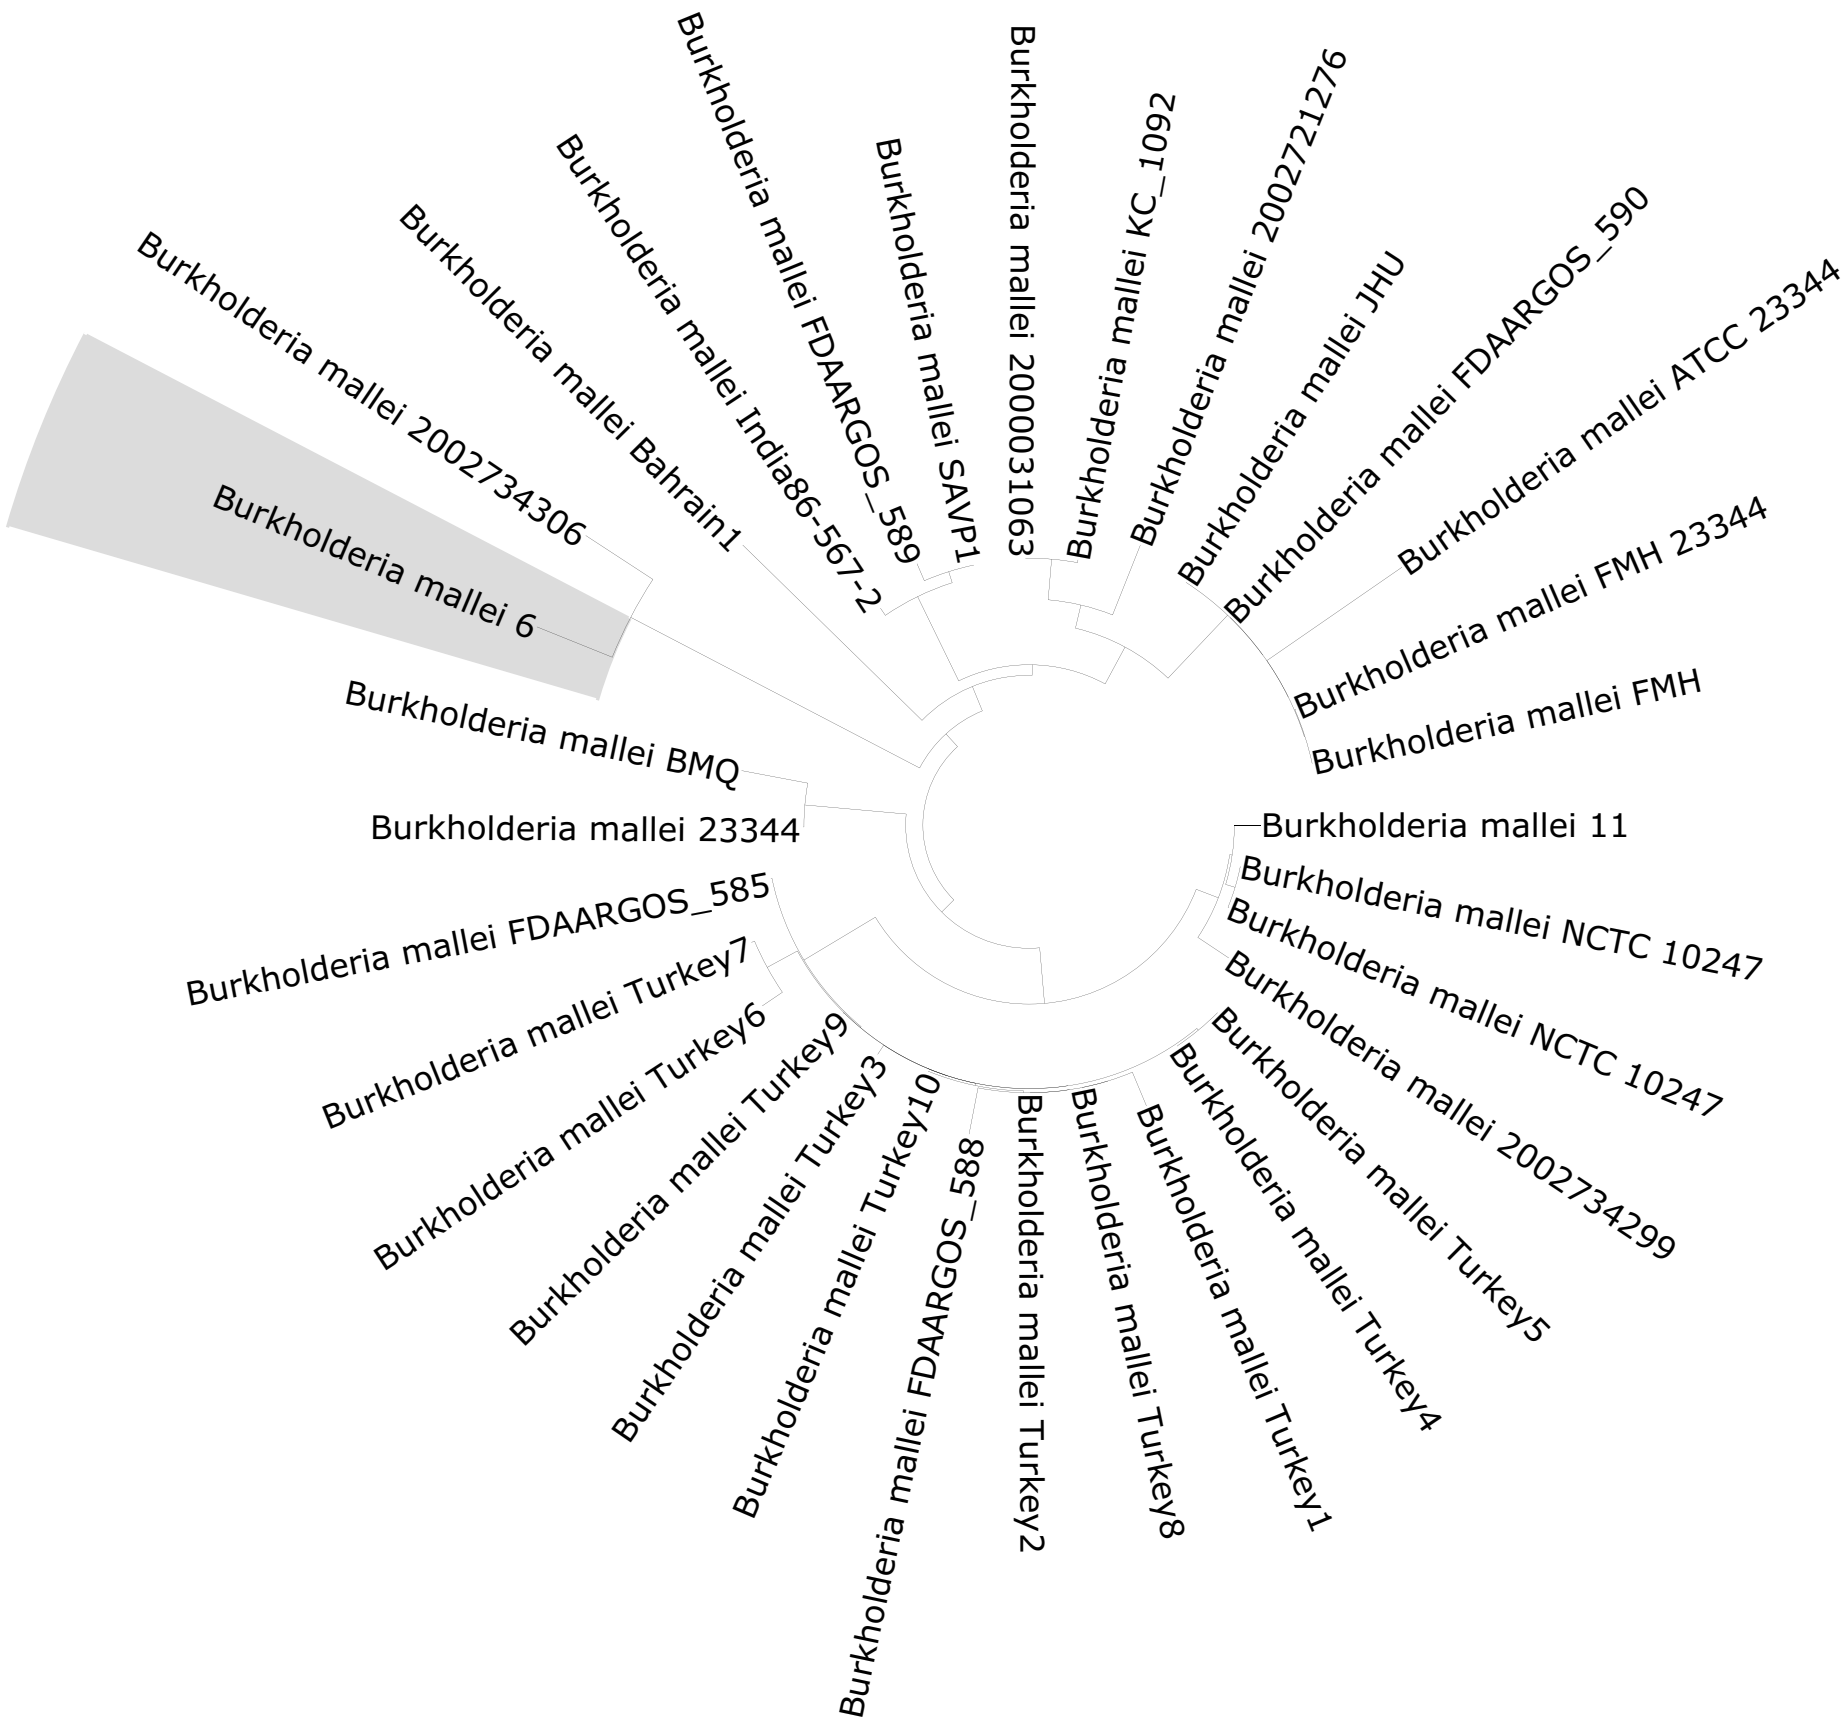 Burkholderia mallei 2000031063
Burkholderia mallei KC_1092
Burkholderia mallei 2002721276
Burkholderia mallei JHU
Burkholderia mallei FDAARGOS_590
Burkholderia mallei ATCC 23344
Burkholderia mallei FMH 23344
Burkholderia mallei FMH
Burkholderia mallei 11
Burkholderia mallei NCTC 10247
Burkholderia mallei NCTC 10247
Burkholderia mallei 2002734299
Burkholderia mallei Turkey5
Burkholderia mallei Turkey4
Burkholderia mallei Turkey1
Burkholderia mallei Turkey8
Burkholderia mallei Turkey2
Burkholderia mallei FDAARGOS_588
Burkholderia mallei Turkey10
Burkholderia mallei Turkey3
Burkholderia mallei Turkey9
Burkholderia mallei Turkey6
Burkholderia mallei Turkey7
Burkholderia mallei FDAARGOS_585
Burkholderia mallei 23344
Burkholderia mallei BMQ
Burkholderia mallei 6
Burkholderia mallei 2002734306
Burkholderia mallei Bahrain1
Burkholderia mallei India86-567-2
Burkholderia mallei FDAARGOS_589
Burkholderia mallei SAVP1